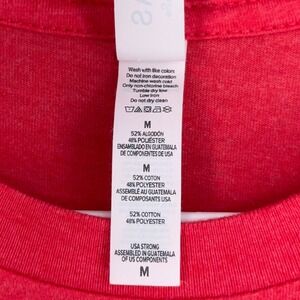 Wash with like colors
Do not iron decoration
Machine wash cold
Only non-chlorine bleach
Tumble dry low
Low iron
Do not dry clean
M
52% ALGODÓN
48% POLIÉSTER
ENSAMBLADO EN GUATEMALA
DE COMPONENTES DE USA
M
52% COTON
48% POLYESTER
ASSEMBLÉ AU GUATEMALA
DE COMPOSANTS USA
52% COTTON
48% POLYESTER
USA STRONG
ASSEMBLED IN GUATEMALA
OF US COMPONENTS
M